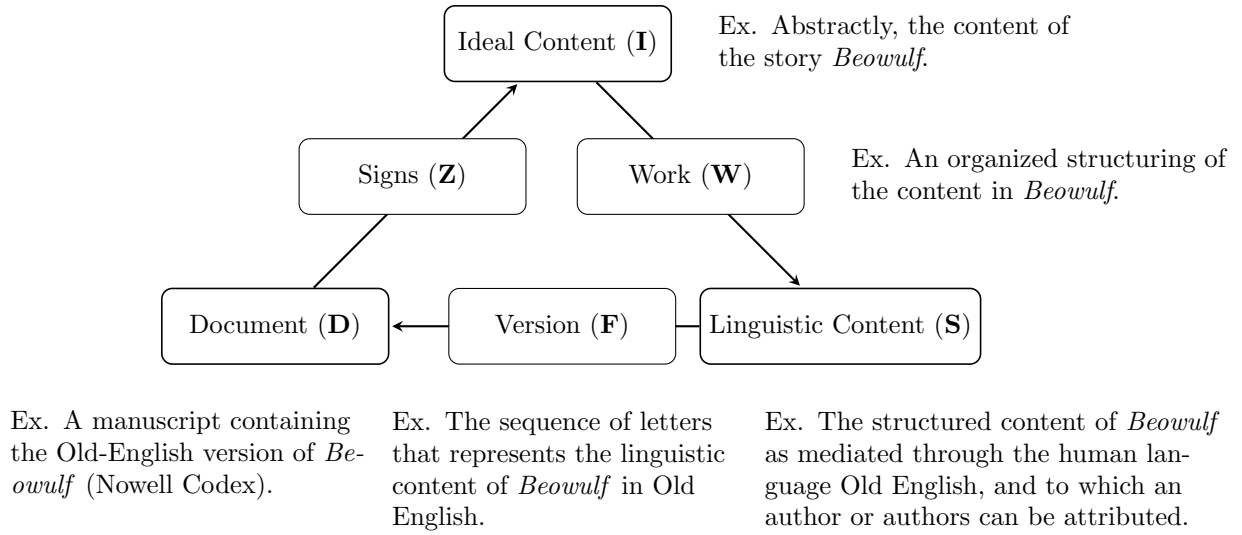 Ideal Content (I)
Ex. Abstractly, the content of
the story Beowulf.
Signs (Z)
Work (W)
Ex. An organized structuring of
the content in Beowulf.
Document (D)
Version (F)
Linguistic Content (S)
Ex. A manuscript containing
the Old-English version of Be-
owulf (Nowell Codex).
Ex. The sequence of letters
that represents the linguistic
content of Beowulf in Old
English.
Ex. The structured content of Beowulf
as mediated through the human lan-
guage Old English, and to which an
author or authors can be attributed.